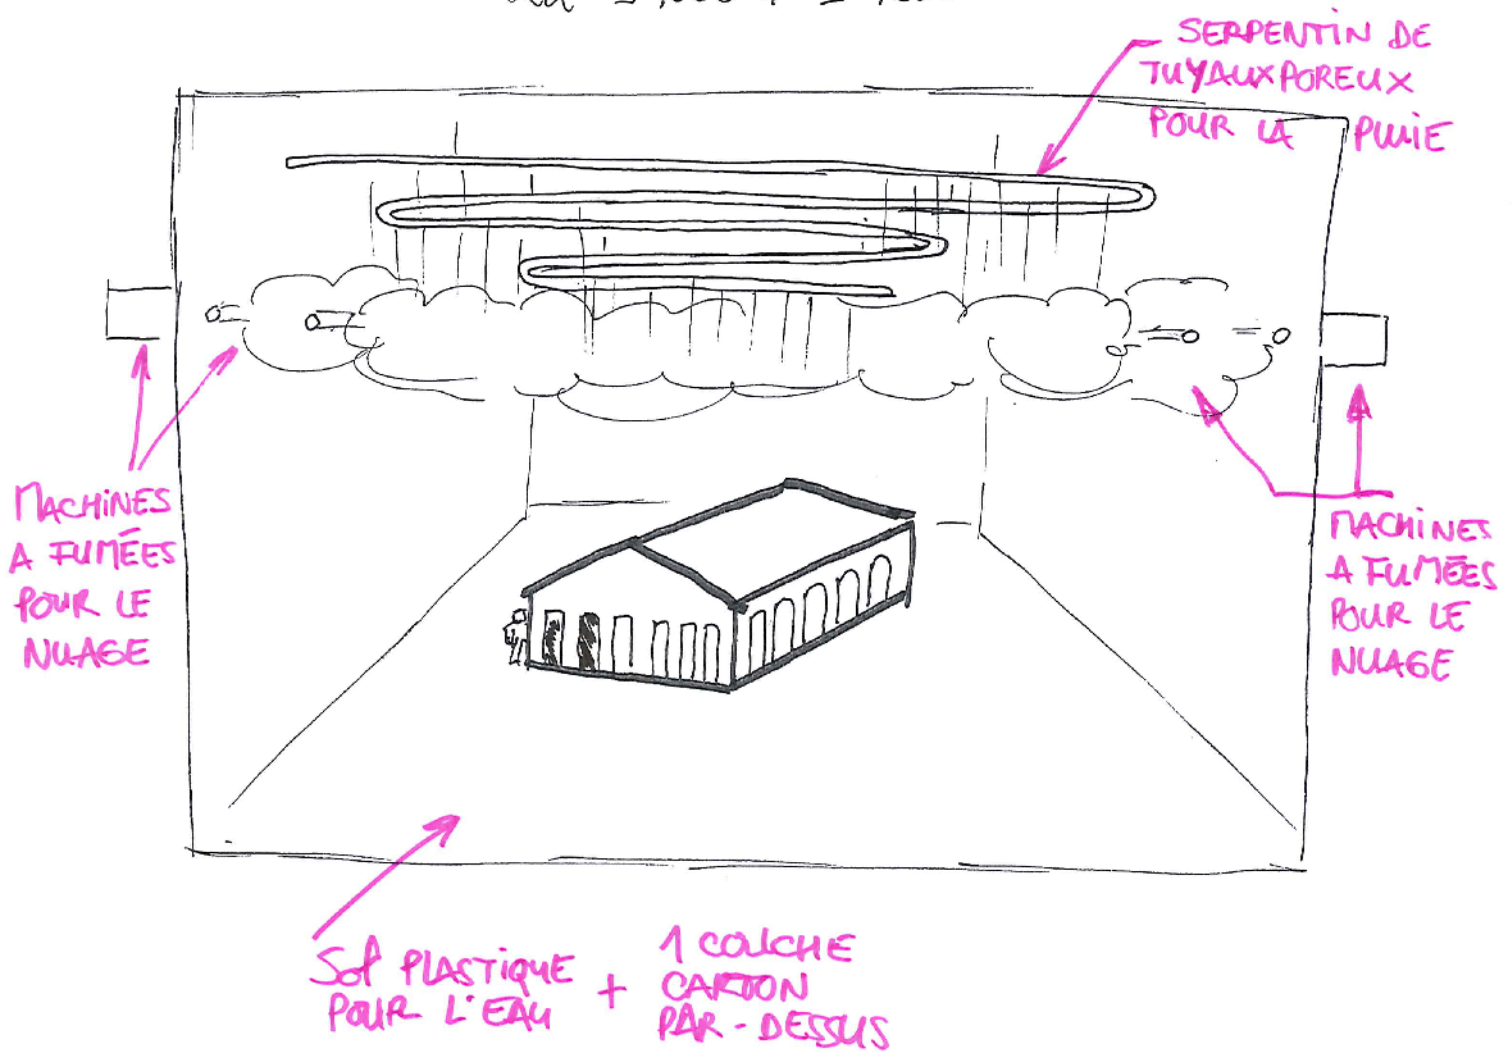 SERPENTIN DE
TUYAUX POREUX
POUR LA PLUIE
MACHINES
A FUMÉES
POUR LE
NUAGE
MACHINES
A FUMÉES
POUR LE
NUAGE
Sol PLASTIQUE
POUR L'EAU
+
1 COUCHE
CARTON
PAR-DESSUS